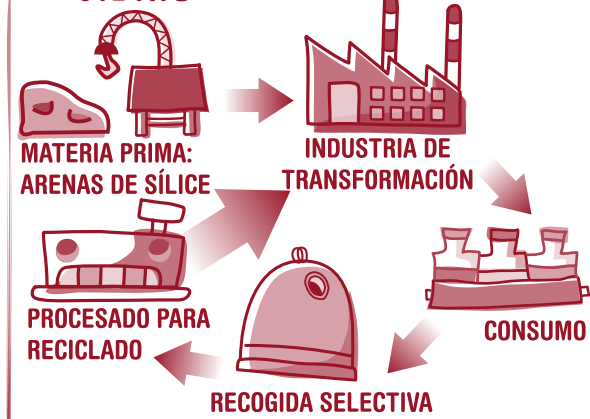 MATERIA PRIMA:
ARENAS DE SÍLICE
INDUSTRIA DE
TRANSFORMACIÓN
CONSUMO
RECOGIDA SELECTIVA
PROCESADO PARA
RECICLADO